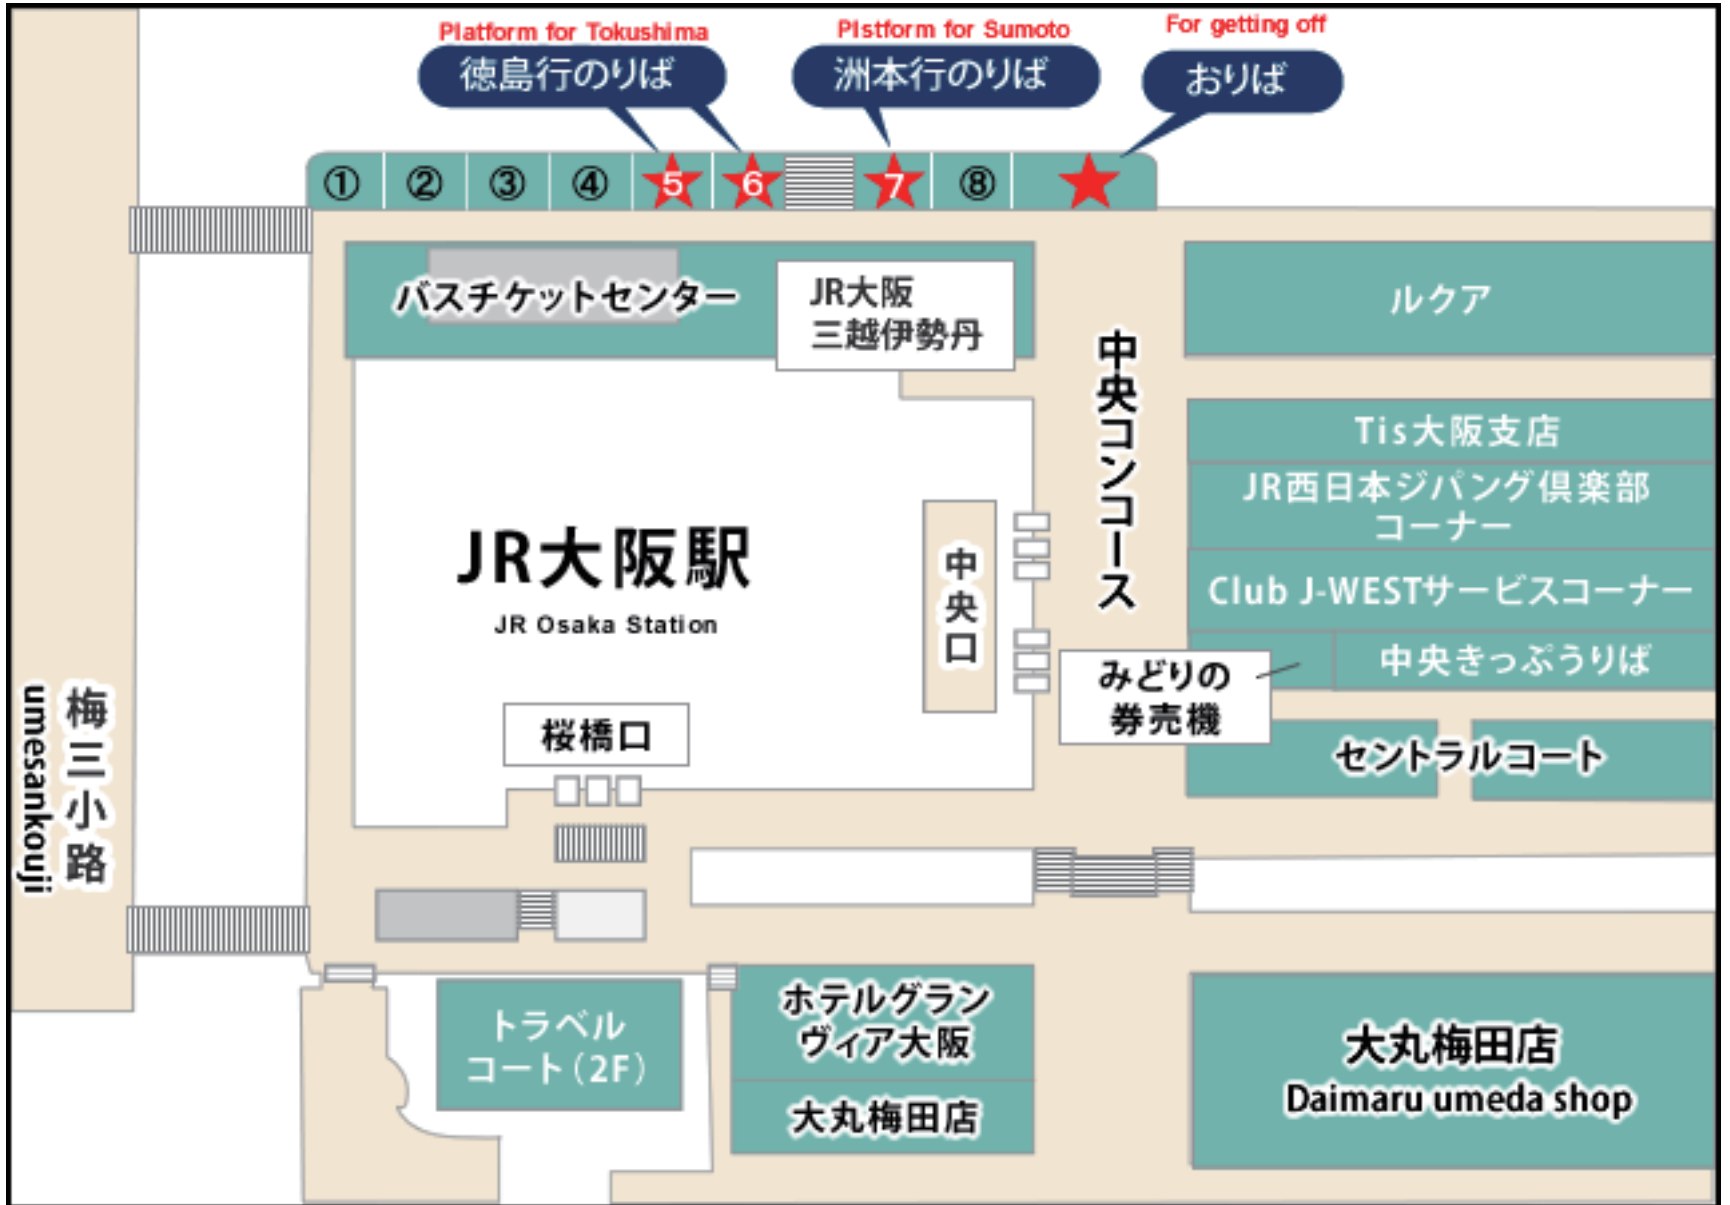 Platform for Tokushima
徳島行のりば
Plstform for Sumoto
洲本行のりば
For getting off
おりば
①
②
③
④
5
6
7
⑧
バスチケットセンター
JR大阪
三越伊勢丹
ルクア
中央コンコース
Tis大阪支店
JR西日本ジパング倶楽部
コーナー
Club J-WESTサービスコーナー
中央きっぷうりば
みどりの
券売機
セントラルコート
JR大阪駅
JR Osaka Station
中央口
桜橋口
梅三小路
umesankouji
トラベル
コート(2F)
ホテルグラン
ヴィア大阪
大丸梅田店
大丸梅田店
Daimaru umeda shop